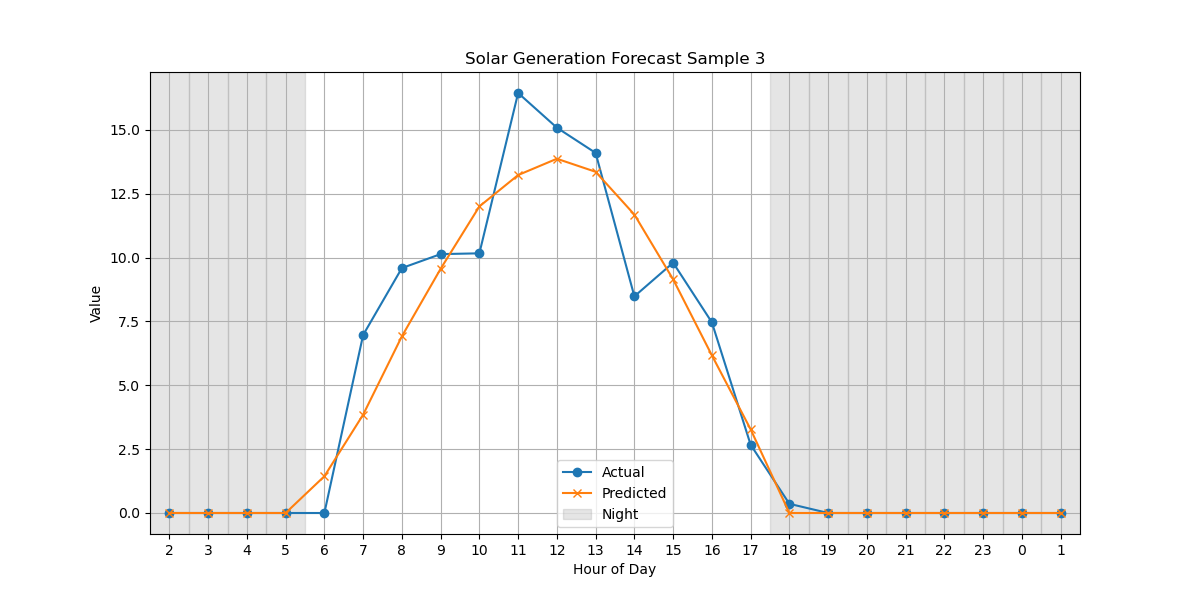 Solar Generation Forecast Sample 3
Value
15.0
12.5
10.0
7.5
5.0
2.5
0.0
Actual
Predicted
Night
2 3 4 5 6 7 8 9 10 11 12 13 14 15 16 17 18 19 20 21 22 23 0 1
Hour of Day